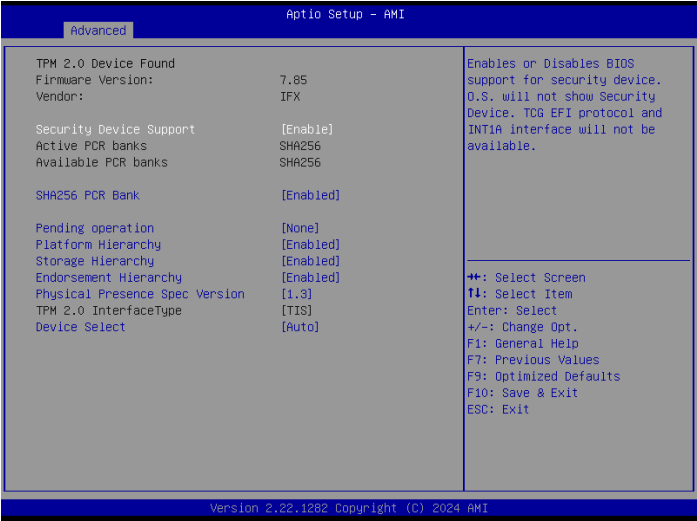 Aptio Setup - AMI
Advanced
TPM 2.0 Device Found
Firmware Version: 7.85
Vendor: IFX
Security Device Support [Enable]
Active PCR banks SHA256
Available PCR banks SHA256
SHA256 PCR Bank [Enabled]
Pending operation [None]
Platform Hierarchy [Enabled]
Storage Hierarchy [Enabled]
Endorsement Hierarchy [Enabled]
Physical Presence Spec Version [1.3]
TPM 2.0 InterfaceType [TIS]
Device Select [Auto]
Enables or Disables BIOS
support for security device.
O.S. will not show Security
Device. TCG EFI protocol and
INT1A interface will not be
available.
→←: Select Screen
↑↓: Select Item
Enter: Select
+/-: Change Opt.
F1: General Help
F7: Previous Values
F9: Optimized Defaults
F10: Save & Exit
ESC: Exit
Version 2.22.1282 Copyright (C) 2024 AMI